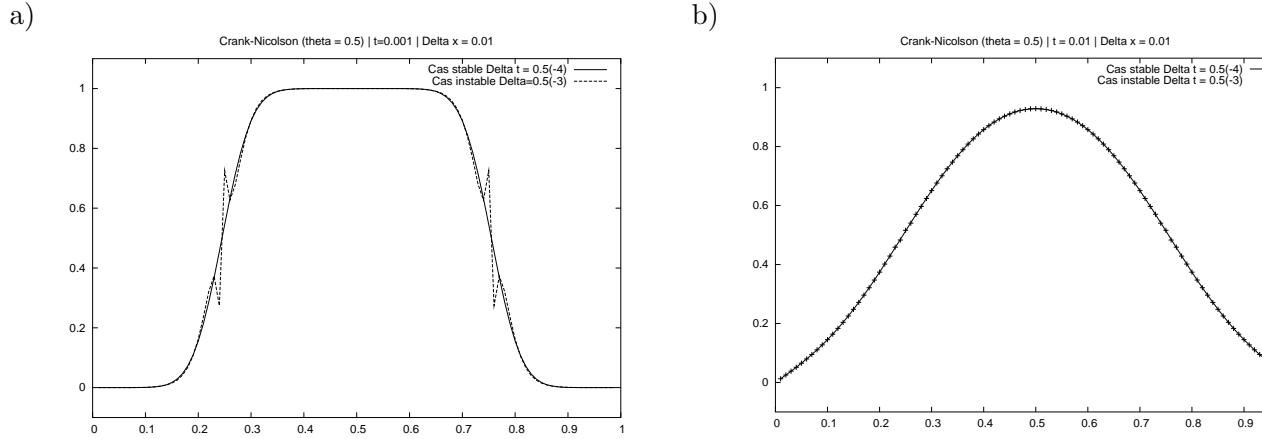 a)
Crank-Nicolson (theta = 0.5) | t=0.001 | Delta x = 0.01
Cas stable Delta t = 0.5(-4)
Cas instable Delta=0.5(-3)
1
0.8
0.6
0.4
0.2
0
0 0.1 0.2 0.3 0.4 0.5 0.6 0.7 0.8 0.9 1
b)
Crank-Nicolson (theta = 0.5) | t = 0.01 | Delta x = 0.01
Cas stable Delta t = 0.5(-4)
Cas instable Delta t = 0.5(-3)
1
0.8
0.6
0.4
0.2
0
0 0.1 0.2 0.3 0.4 0.5 0.6 0.7 0.8 0.9